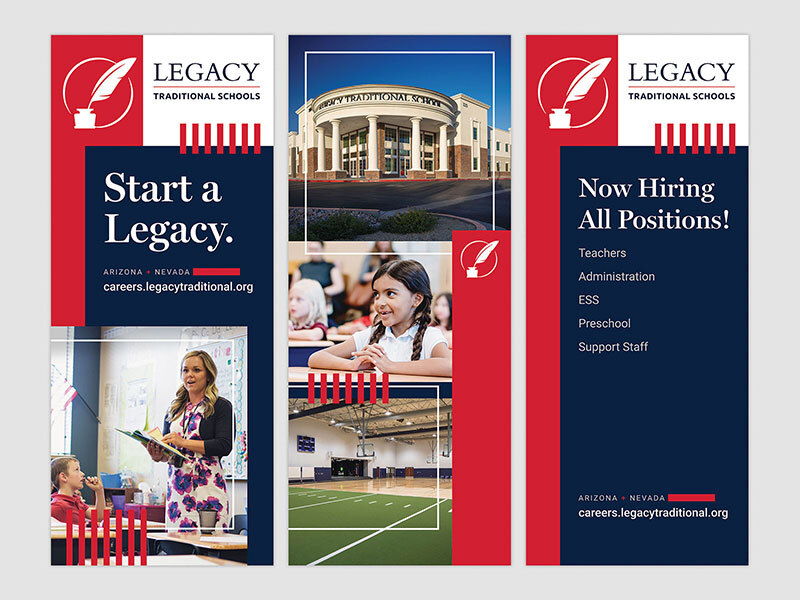 LEGACY
TRADITIONAL SCHOOLS
Start a
Legacy.
ARIZONA + NEVADA
careers.legacytraditional.org
LEGACY TRADITIONAL SCHOOL
LEGACY
TRADITIONAL SCHOOLS
Now Hiring
All Positions!
Teachers
Administration
ESS
Preschool
Support Staff
ARIZONA + NEVADA
careers.legacytraditional.org